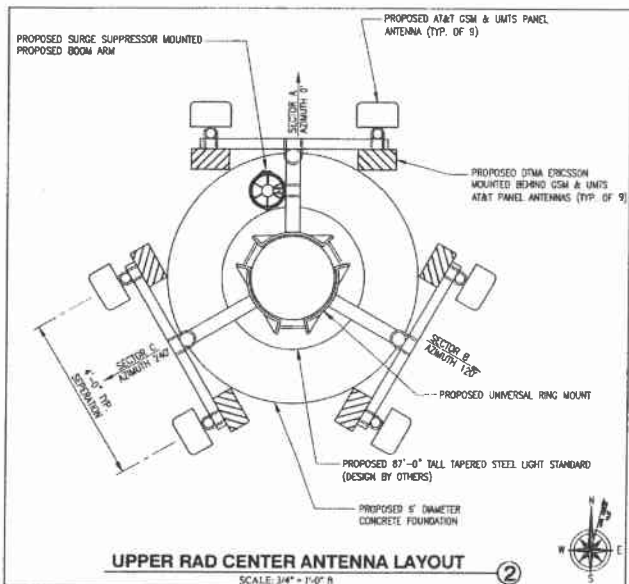 PROPOSED AT&T GSM & UMTS PANEL
ANTENNA (TYP. OF 9)
PROPOSED SURGE SUPPRESSOR MOUNTED
PROPOSED BOOM ARM
SECTOR A
AZIMUTH 0°
PROPOSED DTMA ERICSSON
MOUNTED BEHIND GSM & UMTS
AT&T PANEL ANTENNAS (TYP. OF 9)
SECTOR C
AZIMUTH 240°
SECTOR B
AZIMUTH 120°
4'-0" TYP.
SEPERATION
PROPOSED UNIVERSAL RING MOUNT
PROPOSED 87'-0" TALL TAPERED STEEL LIGHT STANDARD
(DESIGN BY OTHERS)
PROPOSED 6' DIAMETER
CONCRETE FOUNDATION
N
W
E
S
UPPER RAD CENTER ANTENNA LAYOUT
2
SCALE: 3/4" = 1'-0" ft